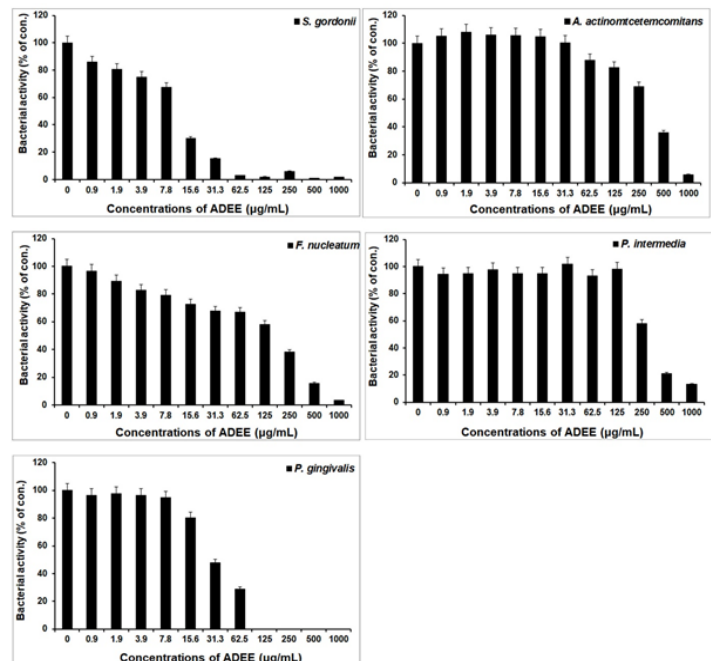 S. gordonii
Bacterial activity (% of con.)
120
100
80
60
40
20
0
0 0.9 1.9 3.9 7.8 15.6 31.3 62.5 125 250 500 1000
Concentrations of ADEE (µg/mL)
A. actinomtcetemcomitans
Bacterial activity (% of con.)
120
100
80
60
40
20
0
0 0.9 1.9 3.9 7.8 15.6 31.3 62.5 125 250 500 1000
Concentrations of ADEE (µg/mL)
F. nucleatum
Bacterial activity (% of con.)
120
100
80
60
40
20
0
0 0.9 1.9 3.9 7.8 15.6 31.3 62.5 125 250 500 1000
Concentrations of ADEE (µg/mL)
P. intermedia
Bacterial activity (% of con.)
120
100
80
60
40
20
0
0 0.9 1.9 3.9 7.8 15.6 31.3 62.5 125 250 500 1000
Concentrations of ADEE (µg/mL)
P. gingivalis
Bacterial activity (% of con.)
120
100
80
60
40
20
0
0 0.9 1.9 3.9 7.8 15.6 31.3 62.5 125 250 500 1000
Concentrations of ADEE (µg/mL)